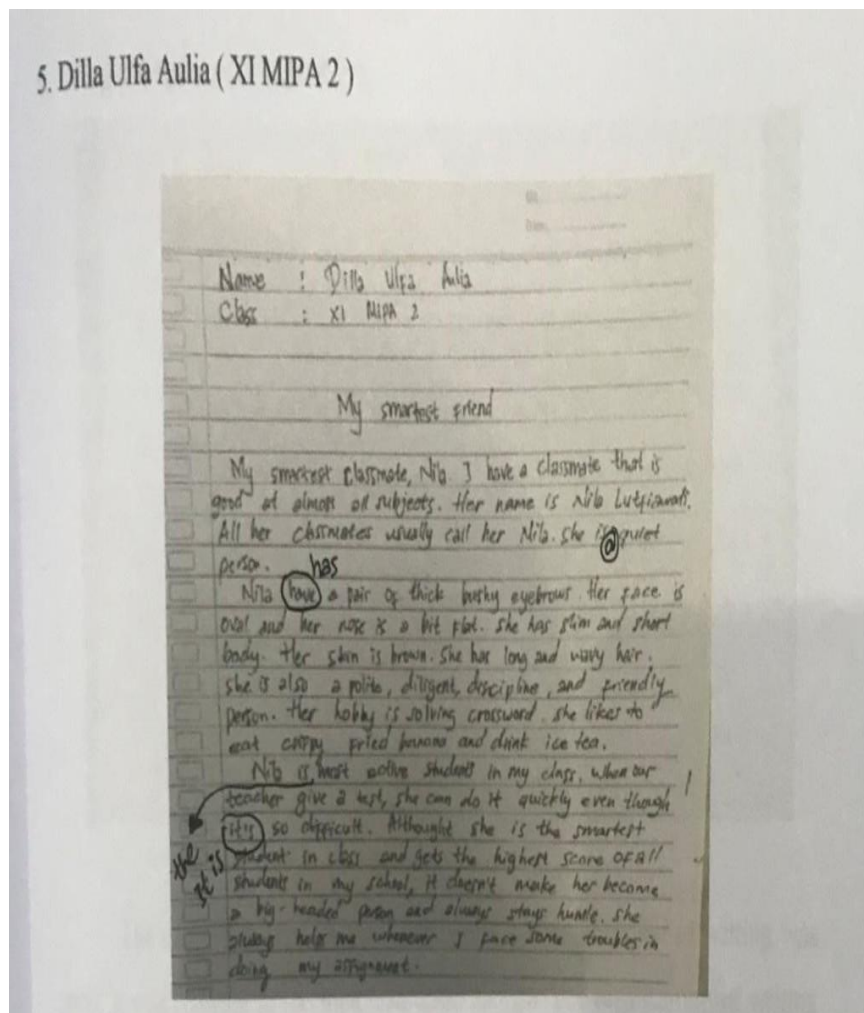 5. Dilla Ulfa Aulia ( XI MIPA 2 )
Name : Dilla Ulfa Aulia
Class : XI MIPA 2
My smartest friend
My smartest classmate, Nila. I have a classmate that is
good at almost all subjects. Her name is Nila Lutfiawati.
All her classmates usually call her Nila. She is a quiet
person. has
Nila have a pair of thick bushy eyebrows. Her face is
oval and her nose is a bit flat. She has slim and short
body. Her skin is brown. She has long and wavy hair.
She is also a polite, diligent, discipline, and friendly
person. Her hobby is solving crossword. She likes to
eat crispy fried banana and drink ice tea.
Nila is most active student in my class, when our
teacher give a test, she can do it quickly even though
it's so difficult. Althought she is the smartest
the it is student in class and gets the highest score of all
students in my school, it doesn't make her become
a big-headed person and always stays humle. She
always helps me whenever I face some troubles in
doing my assignment.